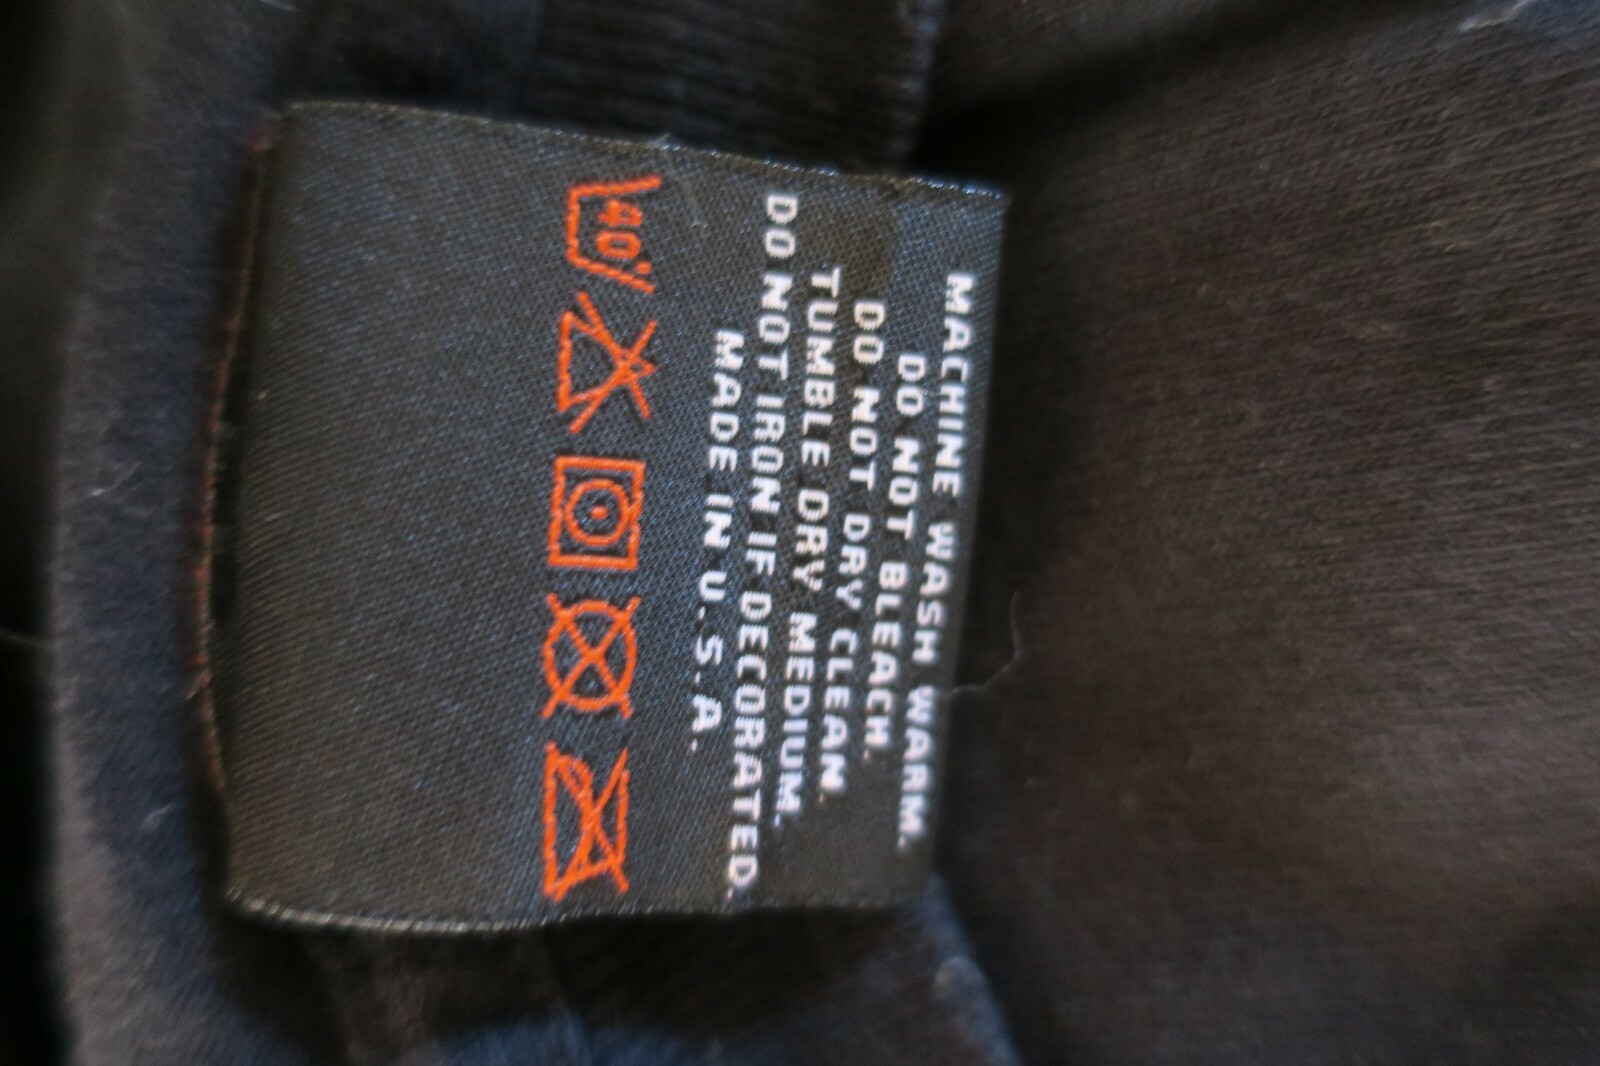 MACHINE WASH WARM.
DO NOT BLEACH.
DO NOT DRY CLEAN.
TUMBLE DRY MEDIUM.
DO NOT IRON IF DECORATED.
MADE IN U.S.A.
40°